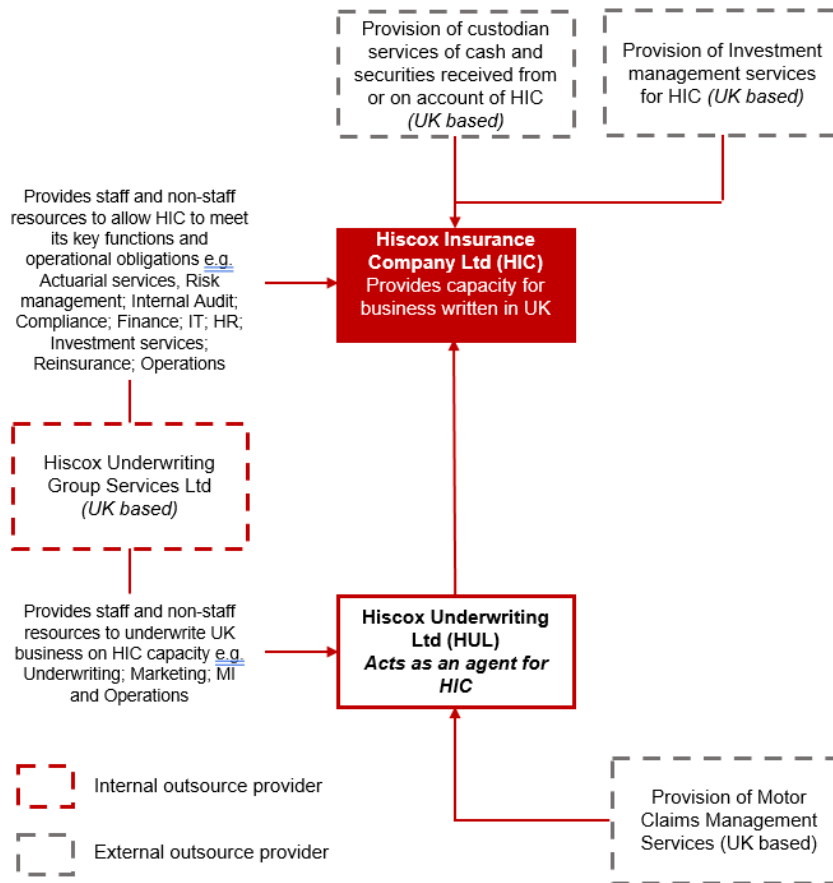 Provision of custodian
services of cash and
securities received from
or on account of HIC
(UK based)
Provision of Investment
management services
for HIC (UK based)
Provides staff and non-staff
resources to allow HIC to meet
its key functions and
operational obligations e.g.
Actuarial services, Risk
management; Internal Audit;
Compliance; Finance; IT; HR;
Investment services;
Reinsurance; Operations
Hiscox Insurance
Company Ltd (HIC)
Provides capacity for
business written in UK
Hiscox Underwriting
Group Services Ltd
(UK based)
Provides staff and non-staff
resources to underwrite UK
business on HIC capacity e.g.
Underwriting; Marketing; MI
and Operations
Hiscox Underwriting
Ltd (HUL)
Acts as an agent for
HIC
Internal outsource provider
External outsource provider
Provision of Motor
Claims Management
Services (UK based)